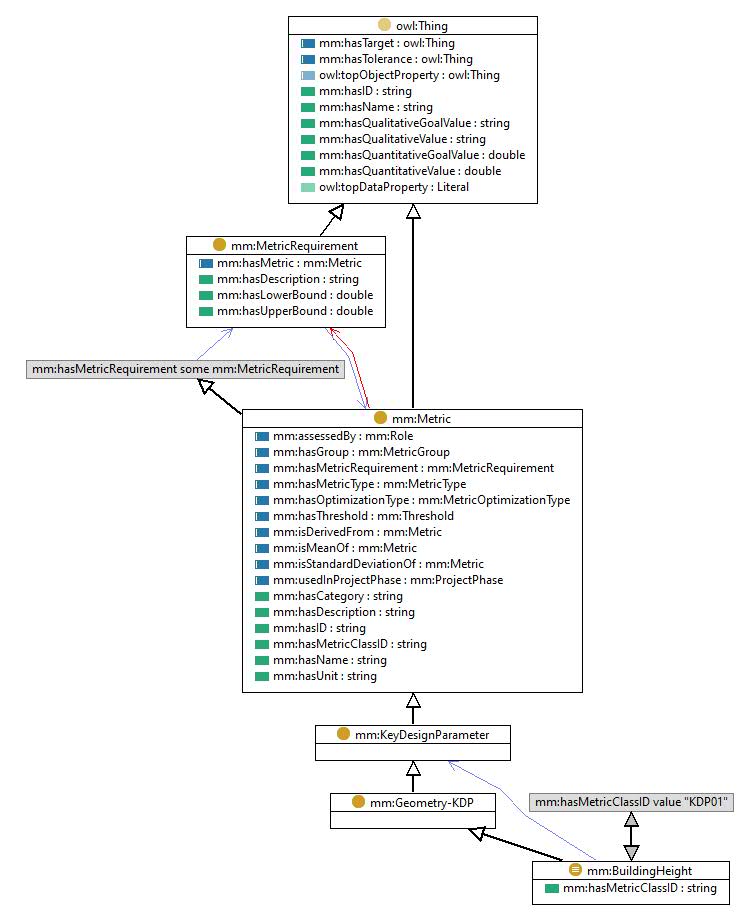 owl:Thing
mm:hasTarget : owl:Thing
mm:hasTolerance : owl:Thing
owl:topObjectProperty : owl:Thing
mm:hasID : string
mm:hasName : string
mm:hasQualitativeGoalValue : string
mm:hasQualitativeValue : string
mm:hasQuantitativeGoalValue : double
mm:hasQuantitativeValue : double
owl:topDataProperty : Literal
mm:MetricRequirement
mm:hasMetric : mm:Metric
mm:hasDescription : string
mm:hasLowerBound : double
mm:hasUpperBound : double
mm:hasMetricRequirement some mm:MetricRequirement
mm:Metric
mm:assessedBy : mm:Role
mm:hasGroup : mm:MetricGroup
mm:hasMetricRequirement : mm:MetricRequirement
mm:hasMetricType : mm:MetricType
mm:hasOptimizationType : mm:MetricOptimizationType
mm:hasThreshold : mm:Threshold
mm:isDerivedFrom : mm:Metric
mm:isMeanOf : mm:Metric
mm:isStandardDeviationOf : mm:Metric
mm:usedInProjectPhase : mm:ProjectPhase
mm:hasCategory : string
mm:hasDescription : string
mm:hasID : string
mm:hasMetricClassID : string
mm:hasName : string
mm:hasUnit : string
mm:KeyDesignParameter
mm:Geometry-KDP
mm:hasMetricClassID value "KDP01"
mm:BuildingHeight
mm:hasMetricClassID : string